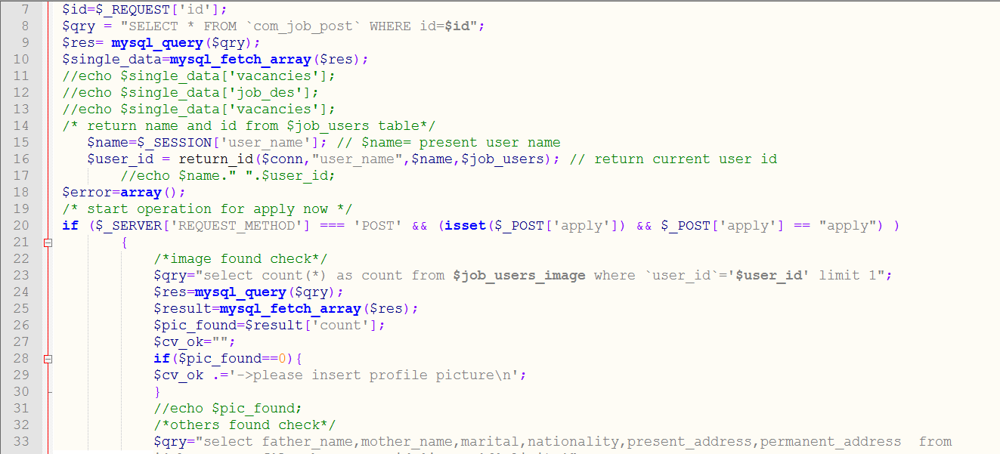 7 $id=$_REQUEST['id'];
8 $qry = "SELECT * FROM `com_job_post` WHERE id=$id";
9 $res= mysql_query($qry);
10 $single_data=mysql_fetch_array($res);
11 //echo $single_data['vacancies'];
12 //echo $single_data['job_des'];
13 //echo $single_data['vacancies'];
14 /* return name and id from $job_users table*/
15 $name=$_SESSION['user_name']; // $name= present user name
16 $user_id = return_id($conn,"user_name",$name,$job_users); // return current user id
17 //echo $name." ".$user_id;
18 $error=array();
19 /* start operation for apply now */
20 if ($_SERVER['REQUEST_METHOD'] === 'POST' && (isset($_POST['apply']) && $_POST['apply'] == "apply") )
21 {
22 /*image found check*/
23 $qry="select count(*) as count from $job_users_image where `user_id`='$user_id' limit 1";
24 $res=mysql_query($qry);
25 $result=mysql_fetch_array($res);
26 $pic_found=$result['count'];
27 $cv_ok="";
28 if($pic_found==0){
29 $cv_ok .='->please insert profile picture\n';
30 }
31 //echo $pic_found;
32 /*others found check*/
33 $qry="select father_name,mother_name,marital,nationality,present_address,permanent_address from